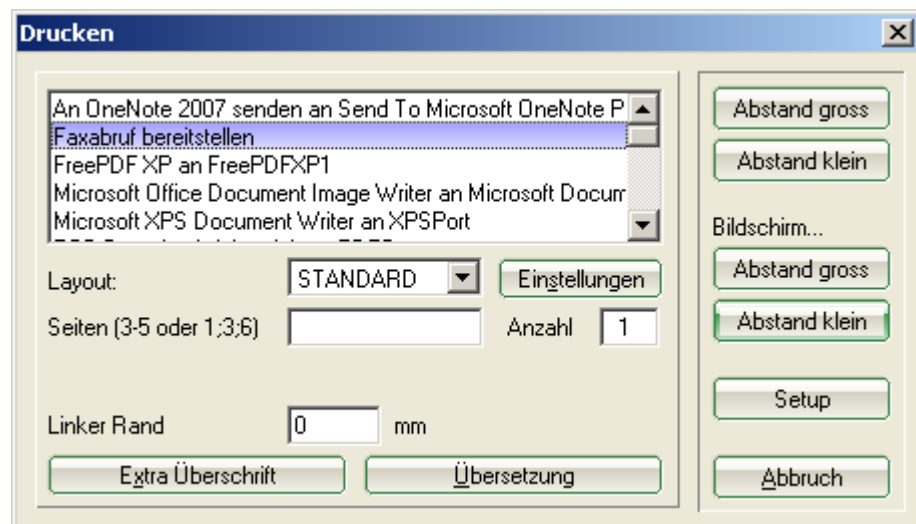 Drucken
An OneNote 2007 senden an Send To Microsoft OneNote P
Faxabruf bereitstellen
FreePDF XP an FreePDFXP1
Microsoft Office Document Image Writer an Microsoft Docum
Microsoft XPS Document Writer an XPSPort
Layout:
STANDARD
Einstellungen
Seiten (3-5 oder 1;3;6)
Anzahl
1
Linker Rand
0
mm
Extra Überschrift
Übersetzung
Abstand gross
Abstand klein
Bildschirm...
Abstand gross
Abstand klein
Setup
Abbruch